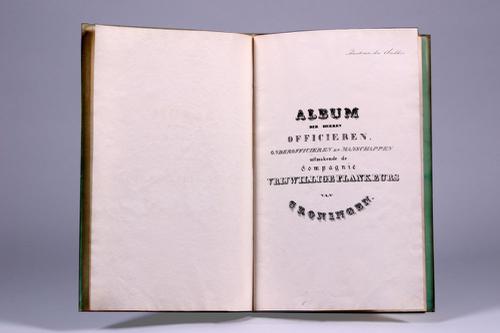 ALBUM
DER HEEREN
OFFICIEREN,
ONDEROFFICIEREN EN MANSCHAPPEN
uitmakende de
Compagnie
VRIJWILLIGE FLANKEURS
VAN
GRONINGEN.